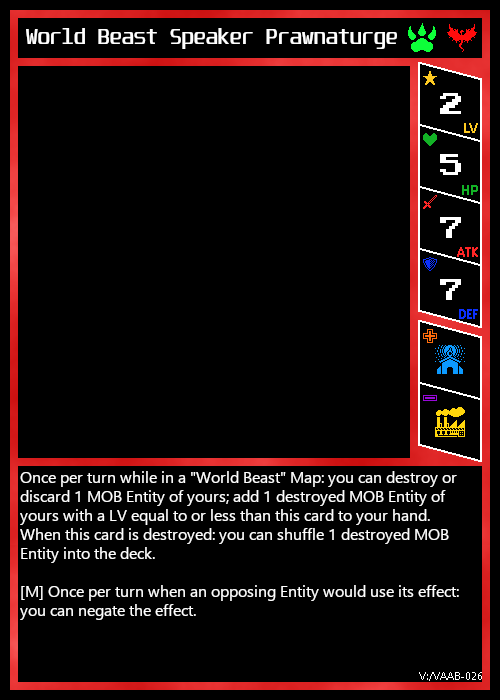 World Beast Speaker Prawnaturge
2
LV
5
HP
7
ATK
7
DEF
Once per turn while in a "World Beast" Map: you can destroy or
discard 1 MOB Entity of yours; add 1 destroyed MOB Entity of
yours with a LV equal to or less than this card to your hand.
When this card is destroyed: you can shuffle 1 destroyed MOB
Entity into the deck.
[M] Once per turn when an opposing Entity would use its effect:
you can negate the effect.
V:/VAAB-026